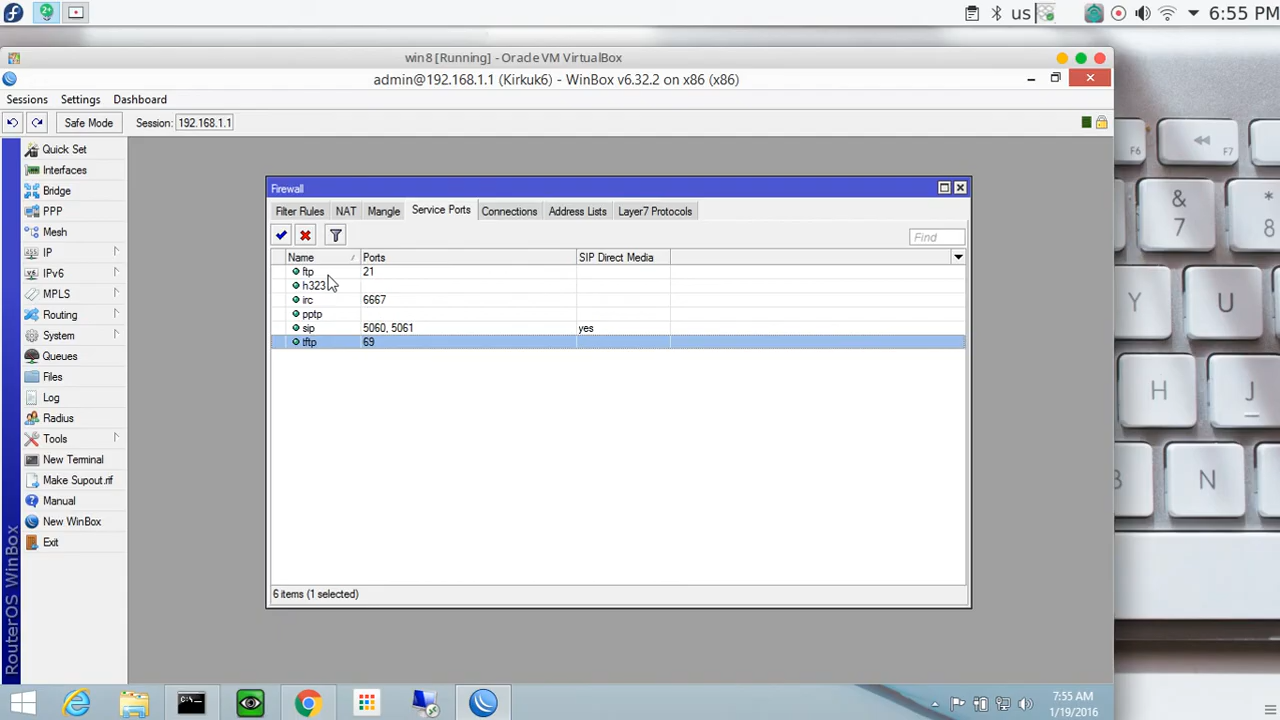 us
6:55 PM
win8 [Running] - Oracle VM VirtualBox
admin@192.168.1.1 (Kirkuk6) - WinBox v6.32.2 on x86 (x86)
Sessions Settings Dashboard
Safe Mode Session: 192.168.1.1
Quick Set
Interfaces
Bridge
PPP
Mesh
IP
IPv6
MPLS
Routing
System
Queues
Files
Log
Radius
Tools
New Terminal
Make Supout.rif
Manual
New WinBox
Exit
RouterOS WinBox
Firewall
Filter Rules NAT Mangle Service Ports Connections Address Lists Layer7 Protocols
Find
Name Ports SIP Direct Media
ftp 21
h323
irc 6667
pptp
sip 5060, 5061 yes
tftp 69
6 items (1 selected)
7:55 AM
1/19/2016
F6 F7
& 7 * 8
Y U
H J
N